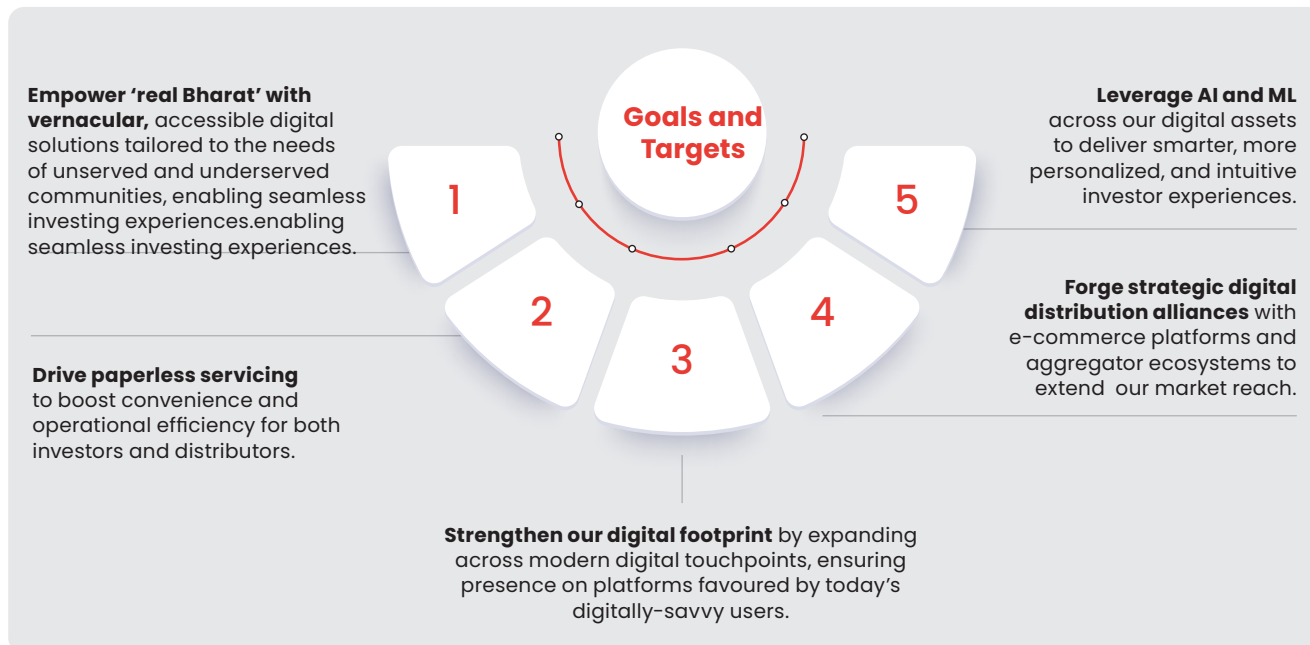 Goals and
Targets
1
Empower ‘real Bharat’ with
vernacular, accessible digital
solutions tailored to the needs
of unserved and underserved
communities, enabling seamless
investing experiences.enabling
seamless investing experiences.
2
Drive paperless servicing
to boost convenience and
operational efficiency for both
investors and distributors.
3
Strengthen our digital footprint by expanding
across modern digital touchpoints, ensuring
presence on platforms favoured by today’s
digitally-savvy users.
4
Forge strategic digital
distribution alliances with
e-commerce platforms and
aggregator ecosystems to
extend  our market reach.
5
Leverage AI and ML
across our digital assets
to deliver smarter, more
personalized, and intuitive
investor experiences.